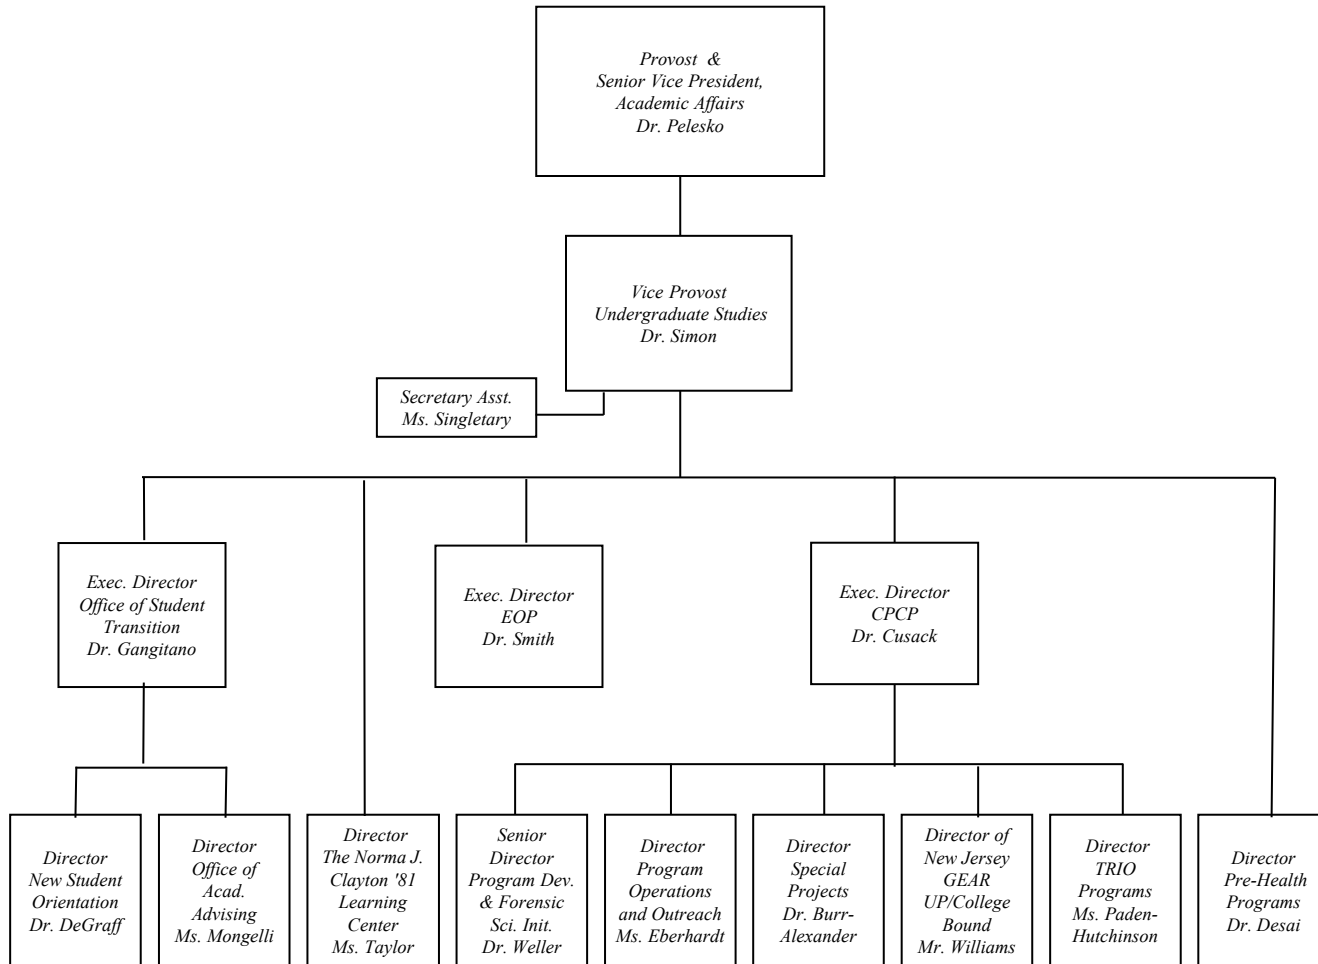 Provost &
Senior Vice President,
Academic Affairs
Dr. Pelesko
Vice Provost
Undergraduate Studies
Dr. Simon
Secretary Asst.
Ms. Singletary
Exec. Director
Office of Student
Transition
Dr. Gangitano
Exec. Director
EOP
Dr. Smith
Exec. Director
CPCP
Dr. Cusack
Director
New Student
Orientation
Dr. DeGraff
Director
Office of
Acad.
Advising
Ms. Mongelli
Director
The Norma J.
Clayton '81
Learning
Center
Ms. Taylor
Senior
Director
Program Dev.
& Forensic
Sci. Init.
Dr. Weller
Director
Program
Operations
and Outreach
Ms. Eberhardt
Director
Special
Projects
Dr. Burr-
Alexander
Director of
New Jersey
GEAR
UP/College
Bound
Mr. Williams
Director
TRIO
Programs
Ms. Paden-
Hutchinson
Director
Pre-Health
Programs
Dr. Desai